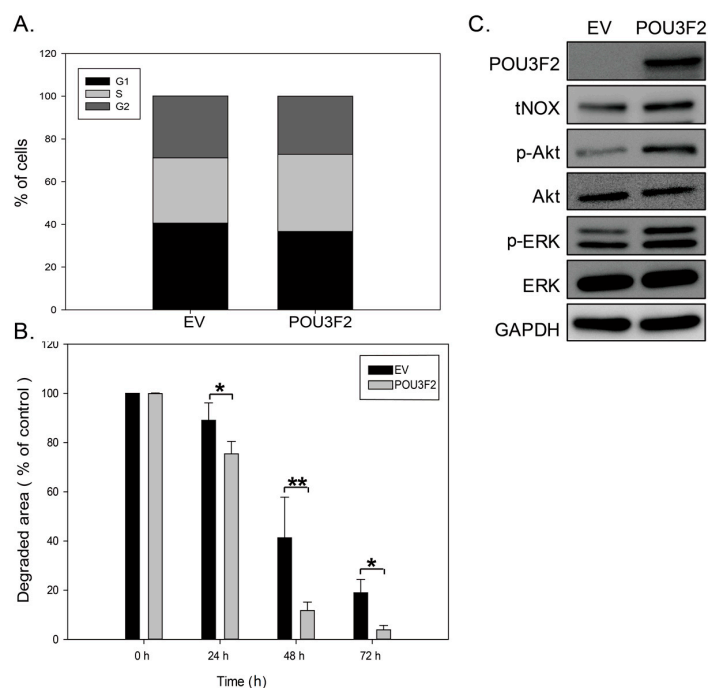 A.
120
100
80
60
40
20
0
% of cells
G1
S
G2
EV POU3F2
B.
120
100
80
60
40
20
0
Degraded area ( % of control )
EV
POU3F2
*
**
*
0 h 24 h 48 h 72 h
Time (h)
C.
EV POU3F2
POU3F2
tNOX
p-Akt
Akt
p-ERK
ERK
GAPDH